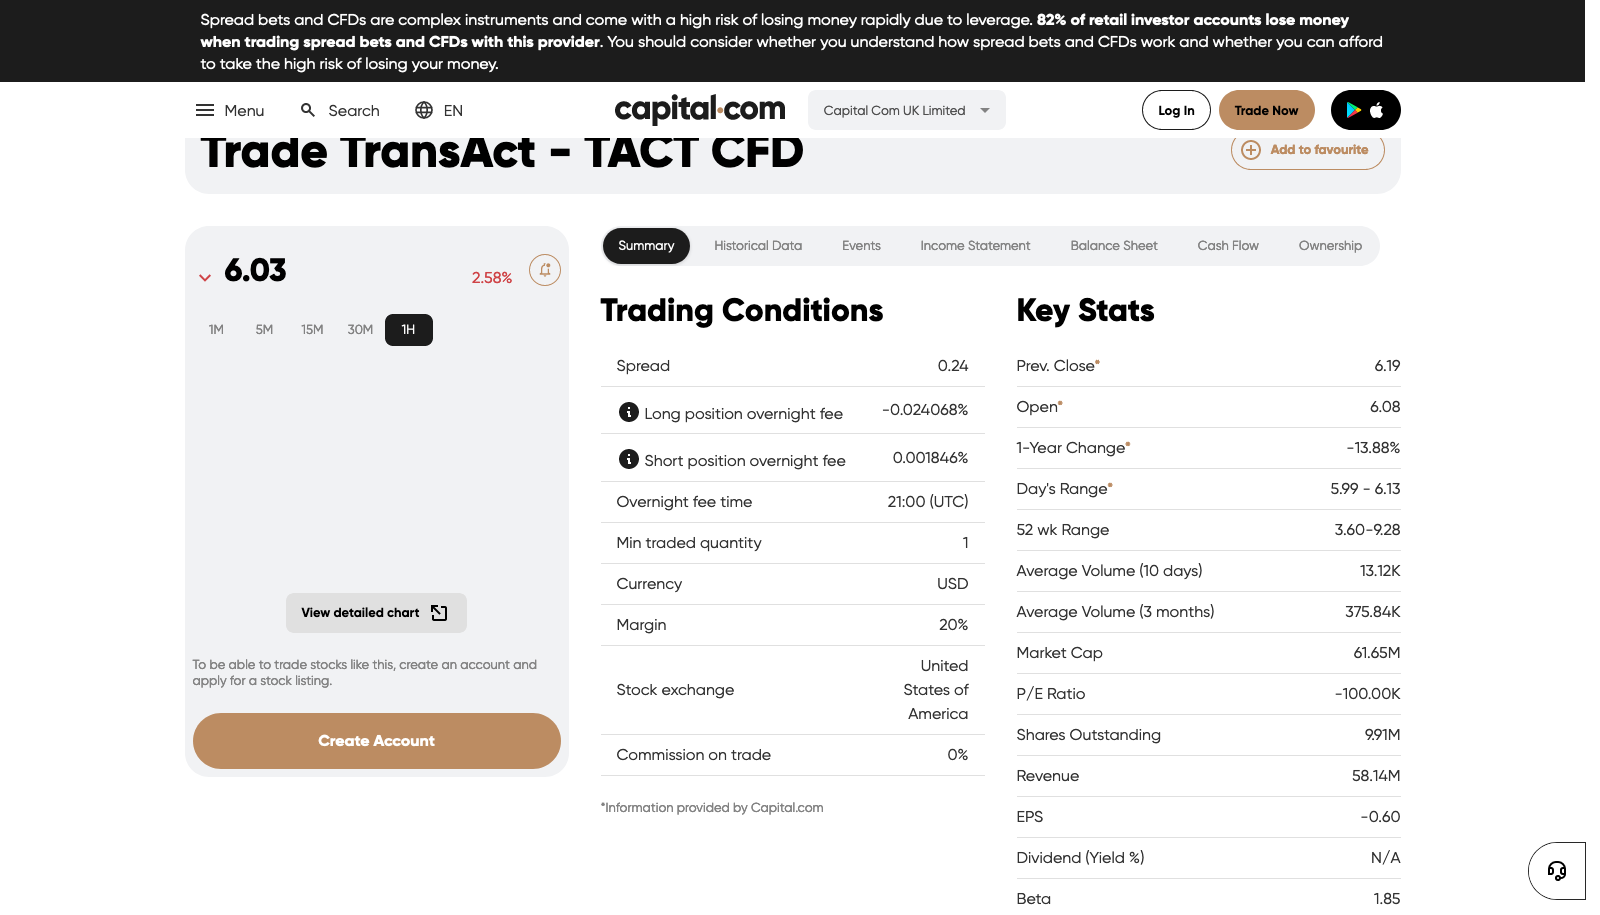 Spread bets and CFDs are complex instruments and come with a high risk of losing money rapidly due to leverage. 82% of retail investor accounts lose money
when trading spread bets and CFDs with this provider. You should consider whether you understand how spread bets and CFDs work and whether you can afford
to take the high risk of losing your money.
Menu
Search
EN
capital.com
Capital Com UK Limited
Log In
Trade Now
Trade TransAct - TACT CFD
Add to favourite
6.03
2.58%
1M 5M 15M 30M 1H
View detailed chart
To be able to trade stocks like this, create an account and
apply for a stock listing.
Create Account
Summary Historical Data Events Income Statement Balance Sheet Cash Flow Ownership
Trading Conditions
Spread 0.24
Long position overnight fee -0.024068%
Short position overnight fee 0.001846%
Overnight fee time 21:00 (UTC)
Min traded quantity 1
Currency USD
Margin 20%
Stock exchange United
States of
America
Commission on trade 0%
*Information provided by Capital.com
Key Stats
Prev. Close* 6.19
Open* 6.08
1-Year Change* -13.88%
Day's Range* 5.99 - 6.13
52 wk Range 3.60-9.28
Average Volume (10 days) 13.12K
Average Volume (3 months) 375.84K
Market Cap 61.65M
P/E Ratio -100.00K
Shares Outstanding 9.91M
Revenue 58.14M
EPS -0.60
Dividend (Yield %) N/A
Beta 1.85